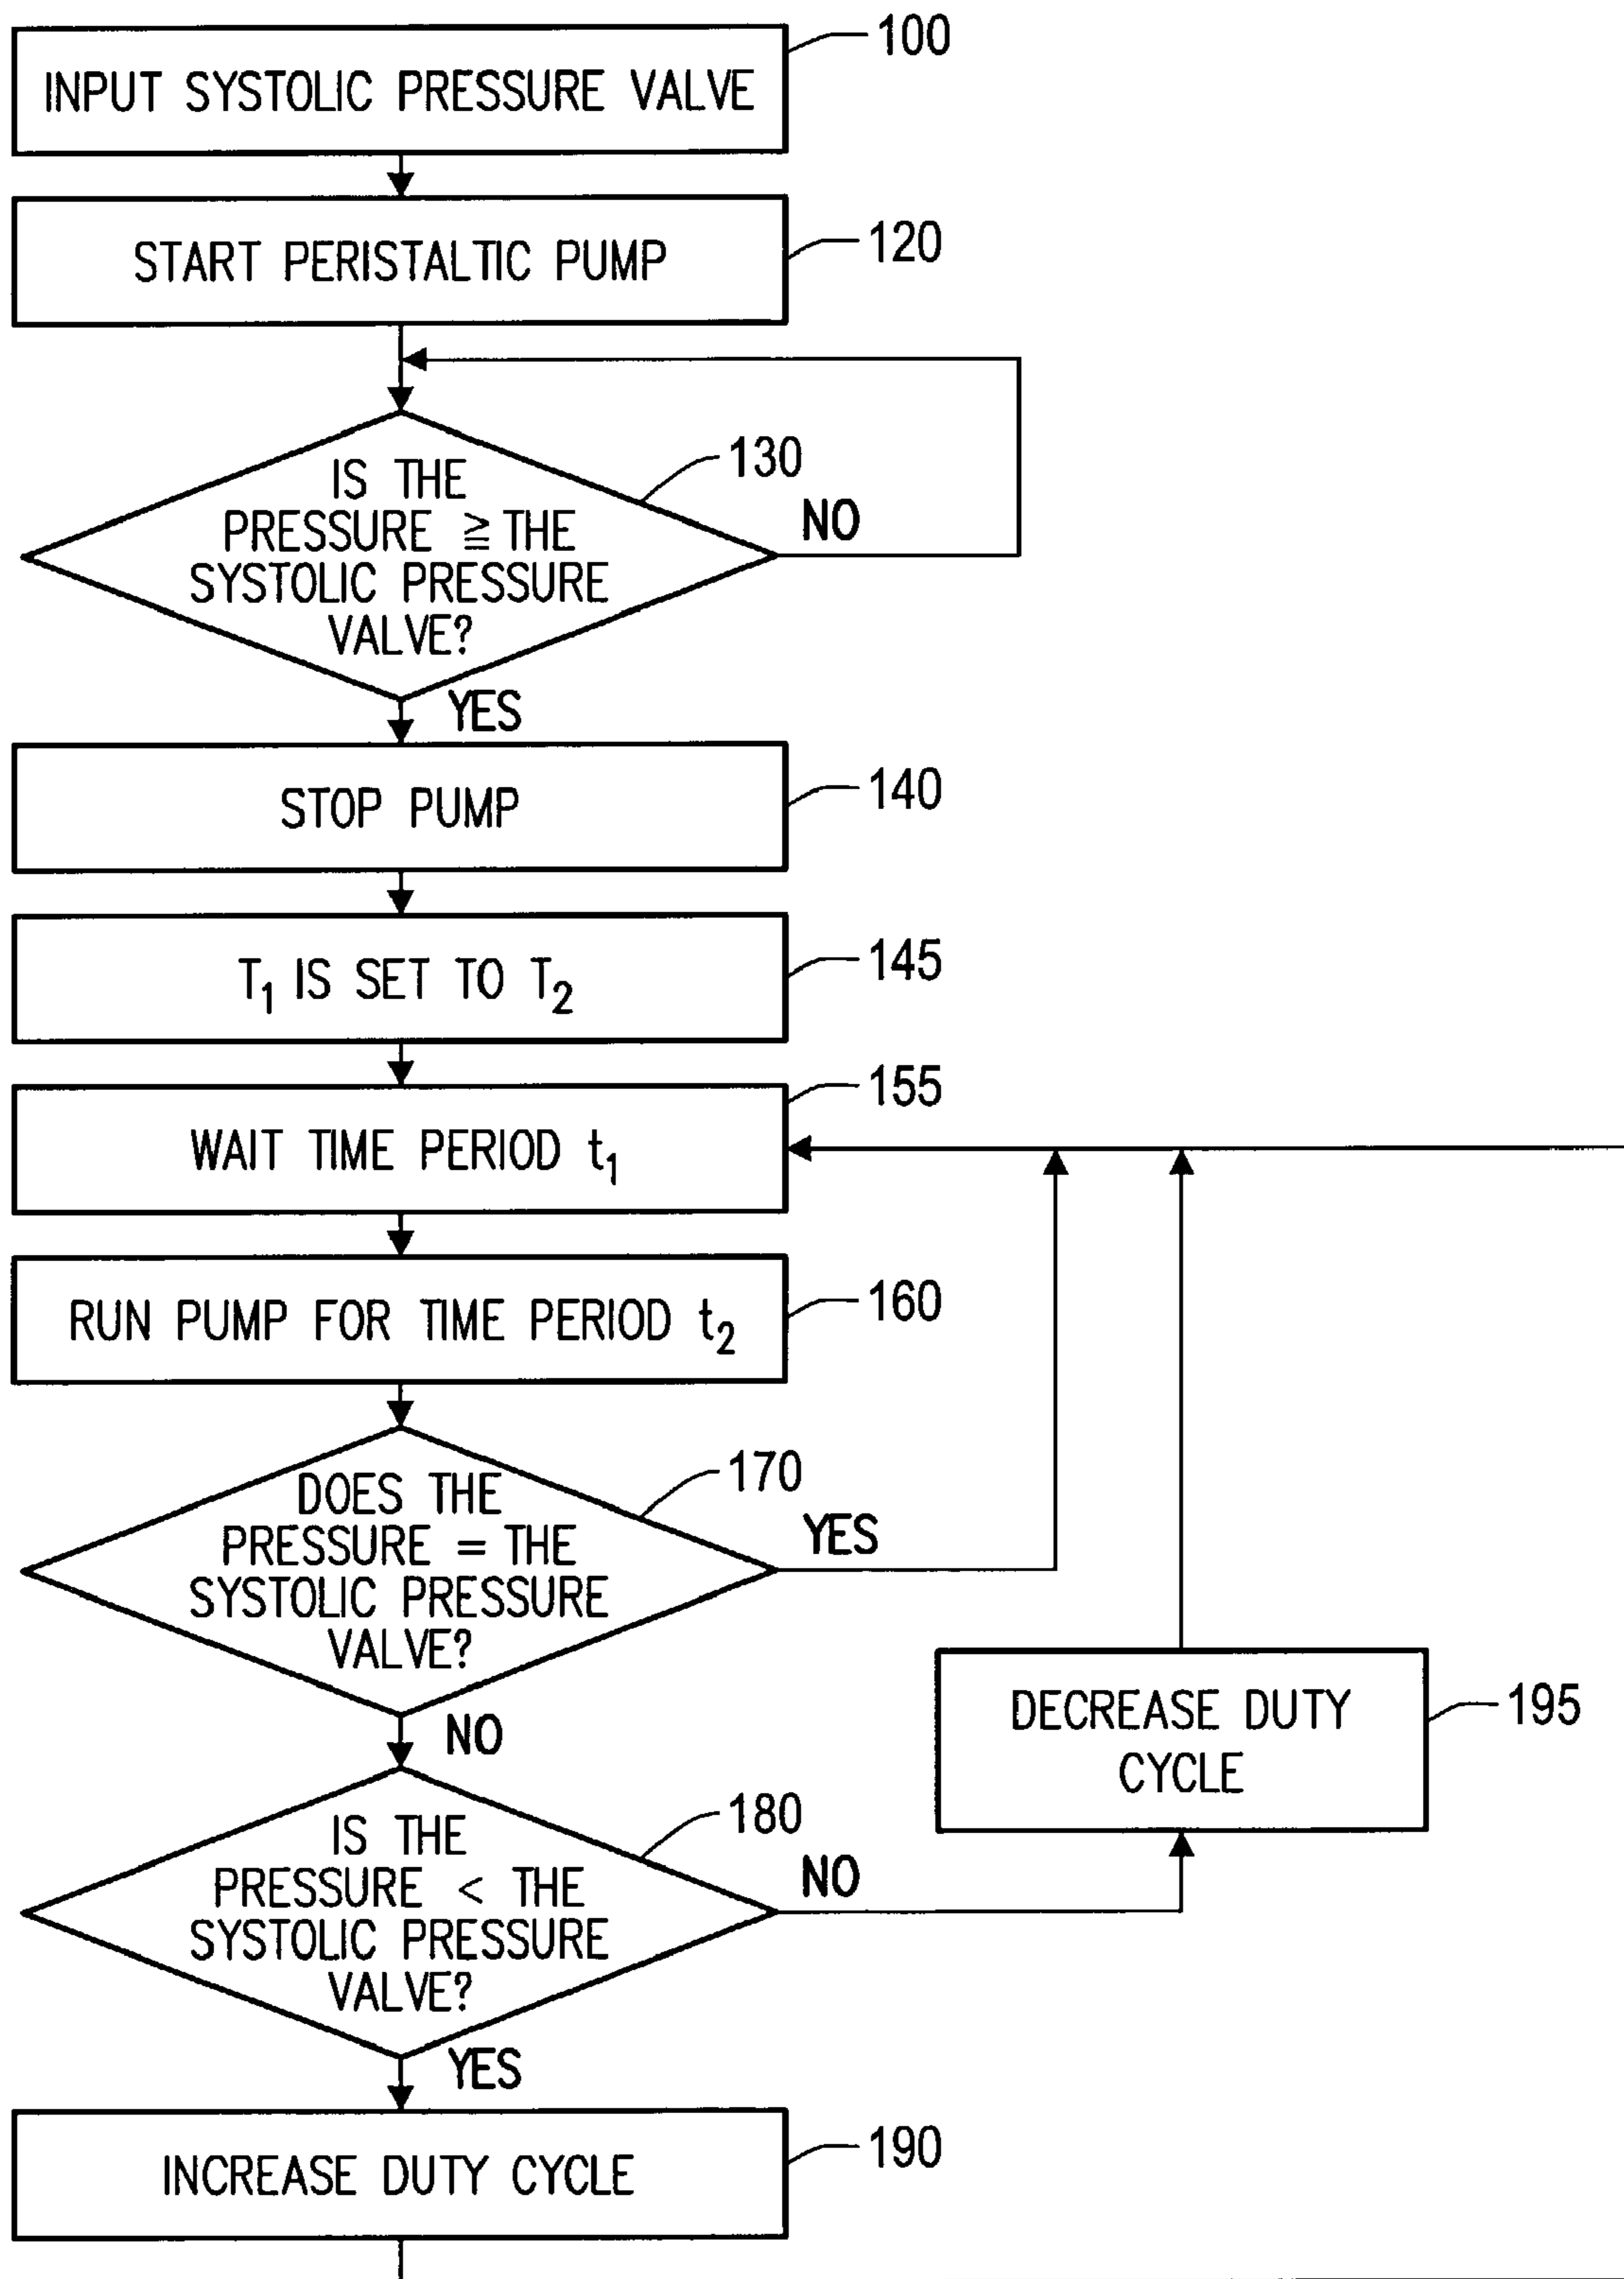 100
INPUT SYSTOLIC PRESSURE VALVE
START PERISTALTIC PUMP
120
130
IS THE
PRESSURE ≧ THE
SYSTOLIC PRESSURE
VALVE?
NO
YES
STOP PUMP
140
T₁ IS SET TO T₂
145
155
WAIT TIME PERIOD t₁
RUN PUMP FOR TIME PERIOD t₂
160
170
DOES THE
PRESSURE = THE
SYSTOLIC PRESSURE
VALVE?
YES
NO
DECREASE DUTY
CYCLE
195
180
IS THE
PRESSURE < THE
SYSTOLIC PRESSURE
VALVE?
NO
YES
INCREASE DUTY CYCLE
190